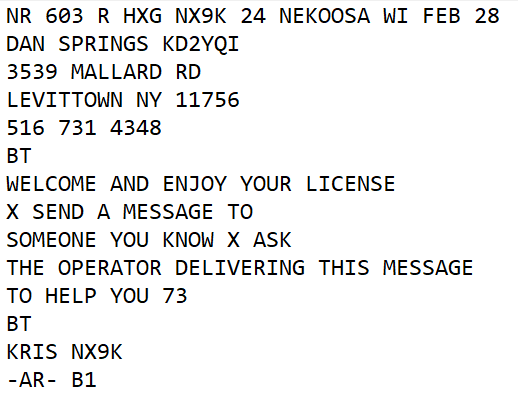 NR 603 R HXG NX9K 24 NEKOOSA WI FEB 28
DAN SPRINGS KD2YQI
3539 MALLARD RD
LEVITTOWN NY 11756
516 731 4348
BT
WELCOME AND ENJOY YOUR LICENSE
X SEND A MESSAGE TO
SOMEONE YOU KNOW X ASK
THE OPERATOR DELIVERING THIS MESSAGE
TO HELP YOU 73
BT
KRIS NX9K
-AR- B1